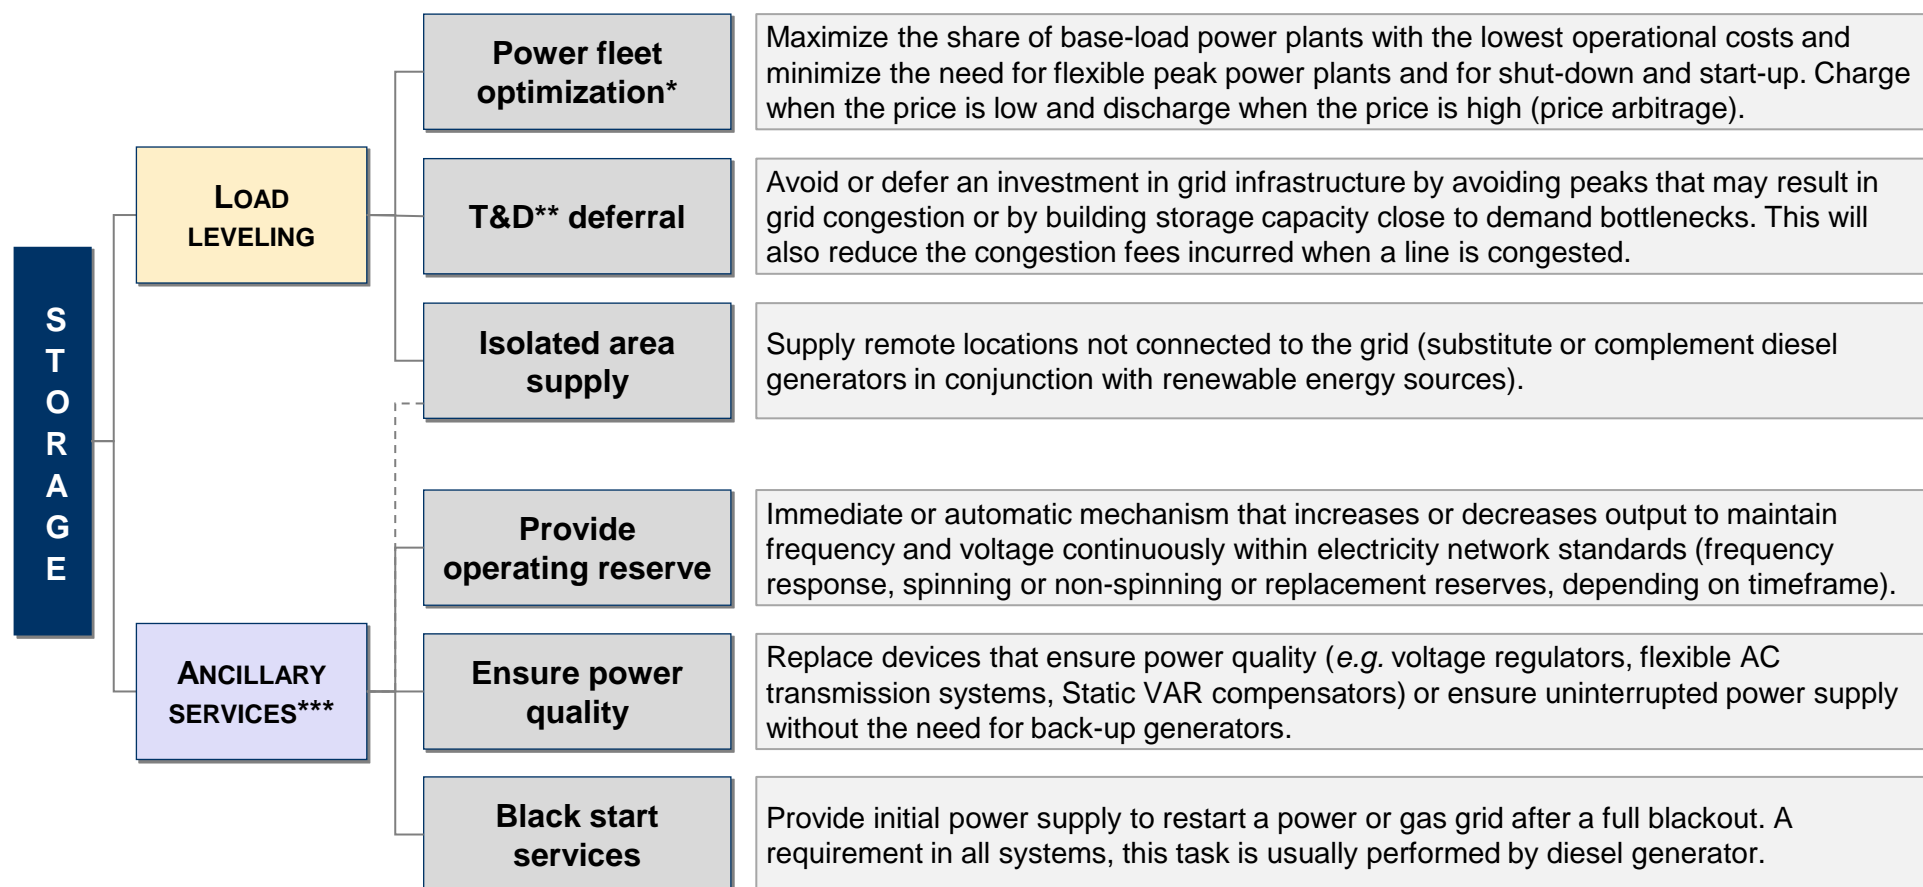 STORAGE
LOAD
LEVELING
Power fleet
optimization*
Maximize the share of base-load power plants with the lowest operational costs and
minimize the need for flexible peak power plants and for shut-down and start-up. Charge
when the price is low and discharge when the price is high (price arbitrage).
T&D** deferral
Avoid or defer an investment in grid infrastructure by avoiding peaks that may result in
grid congestion or by building storage capacity close to demand bottlenecks. This will
also reduce the congestion fees incurred when a line is congested.
Isolated area
supply
Supply remote locations not connected to the grid (substitute or complement diesel
generators in conjunction with renewable energy sources).
ANCILLARY
SERVICES***
Provide
operating reserve
Immediate or automatic mechanism that increases or decreases output to maintain
frequency and voltage continuously within electricity network standards (frequency
response, spinning or non-spinning or replacement reserves, depending on timeframe).
Ensure power
quality
Replace devices that ensure power quality (e.g. voltage regulators, flexible AC
transmission systems, Static VAR compensators) or ensure uninterrupted power supply
without the need for back-up generators.
Black start
services
Provide initial power supply to restart a power or gas grid after a full blackout. A
requirement in all systems, this task is usually performed by diesel generator.